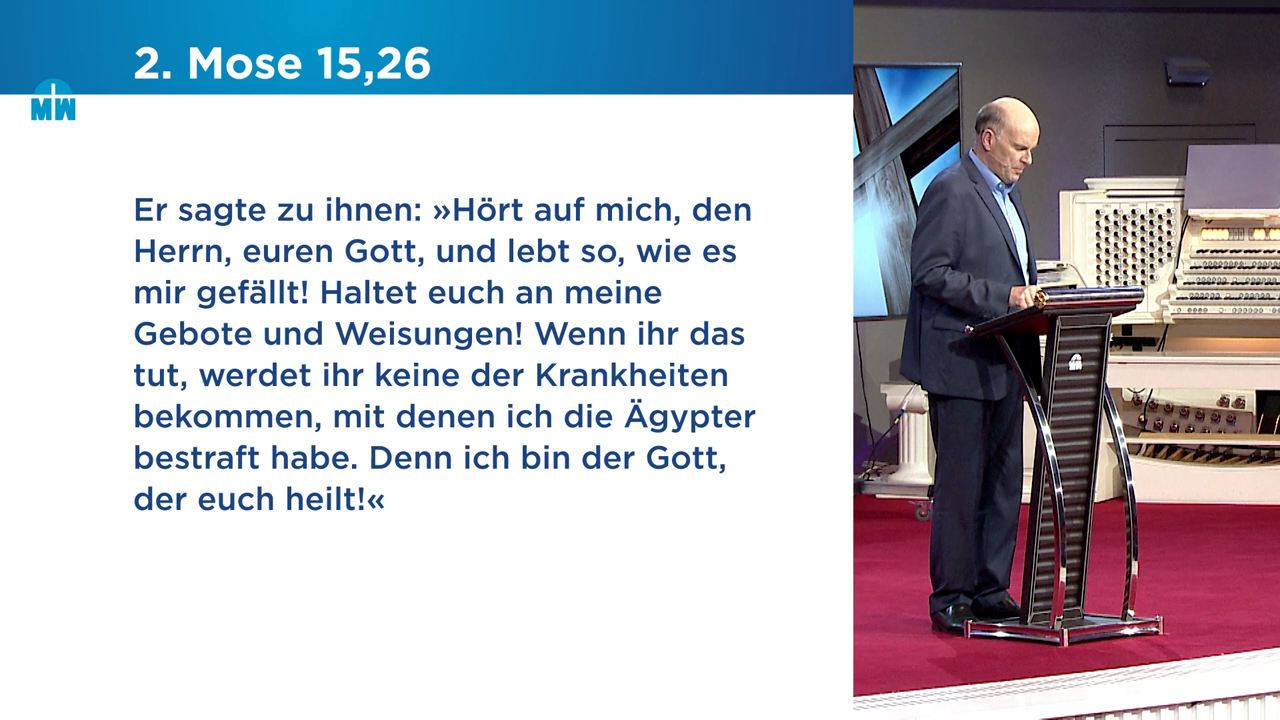 2. Mose 15,26
MW
Er sagte zu ihnen: »Hört auf mich, den
Herrn, euren Gott, und lebt so, wie es
mir gefällt! Haltet euch an meine
Gebote und Weisungen! Wenn ihr das
tut, werdet ihr keine der Krankheiten
bekommen, mit denen ich die Ägypter
bestraft habe. Denn ich bin der Gott,
der euch heilt!«